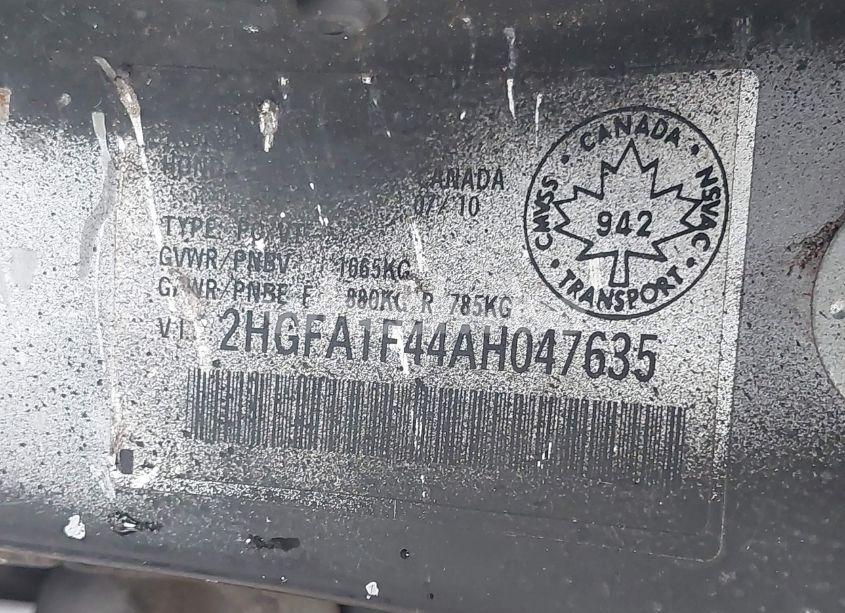 CANADA
07/10
TYPE:
GVWR/PNBV 1665KG
GAWR/PNBE F 880KG R 785KG
2HGFA1F44AH047635
CANADA
NSVAC
TRANSPORT
CMVSS
942